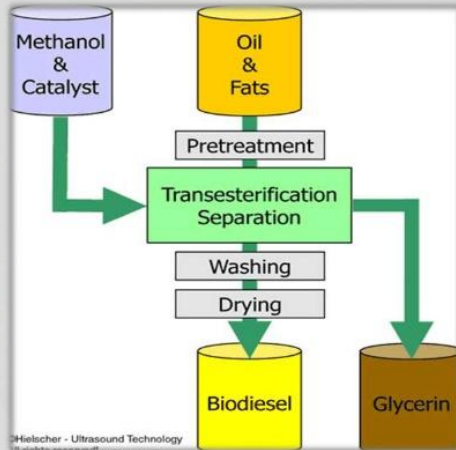 Methanol
&
Catalyst
Oil
&
Fats
Pretreatment
Transesterification
Separation
Washing
Drying
Biodiesel
Glycerin
Hielscher - Ultrasound Technology